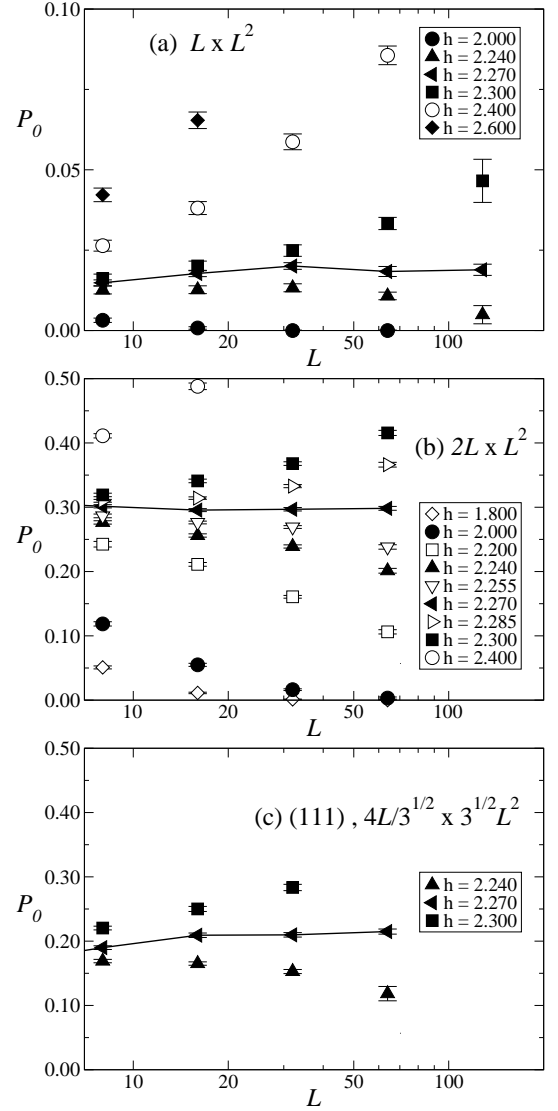 0.10
(a) L x L²
h = 2.000
h = 2.240
h = 2.270
h = 2.300
h = 2.400
h = 2.600
P₀
0.05
0.00
10 20 50 100
L
0.50
(b) 2L x L²
0.40
0.30
P₀
0.20
0.10
0.00
h = 1.800
h = 2.000
h = 2.200
h = 2.240
h = 2.255
h = 2.270
h = 2.285
h = 2.300
h = 2.400
10 20 50 100
L
0.50
(c) (111) , 4L/3^1/2 x 3^1/2 L²
0.40
0.30
P₀
0.20
0.10
0.00
h = 2.240
h = 2.270
h = 2.300
10 20 50 100
L